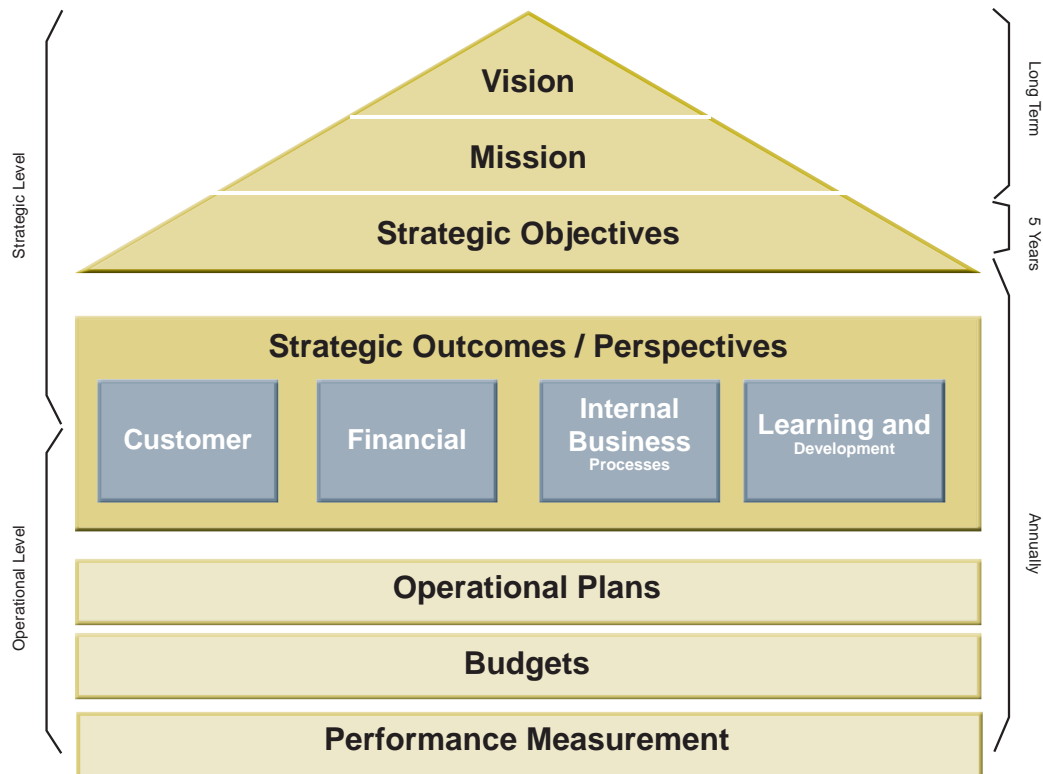 Vision
Mission
Strategic Objectives
Strategic Outcomes / Perspectives
Customer
Financial
Internal
Business
Processes
Learning and
Development
Operational Plans
Budgets
Performance Measurement
Strategic Level
Operational Level
Long Term
5 Years
Annually